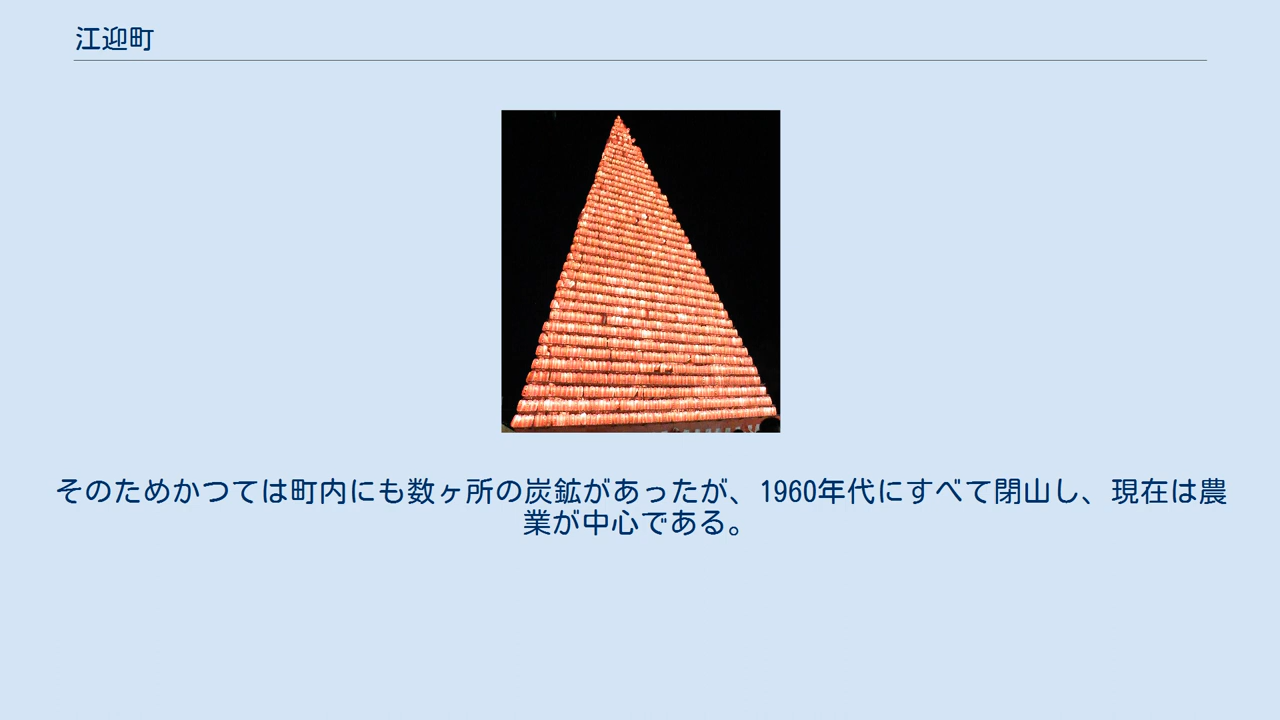 江迎町
そのためかつては町内にも数ヶ所の炭鉱があったが、1960年代にすべて閉山し、現在は農
業が中心である。